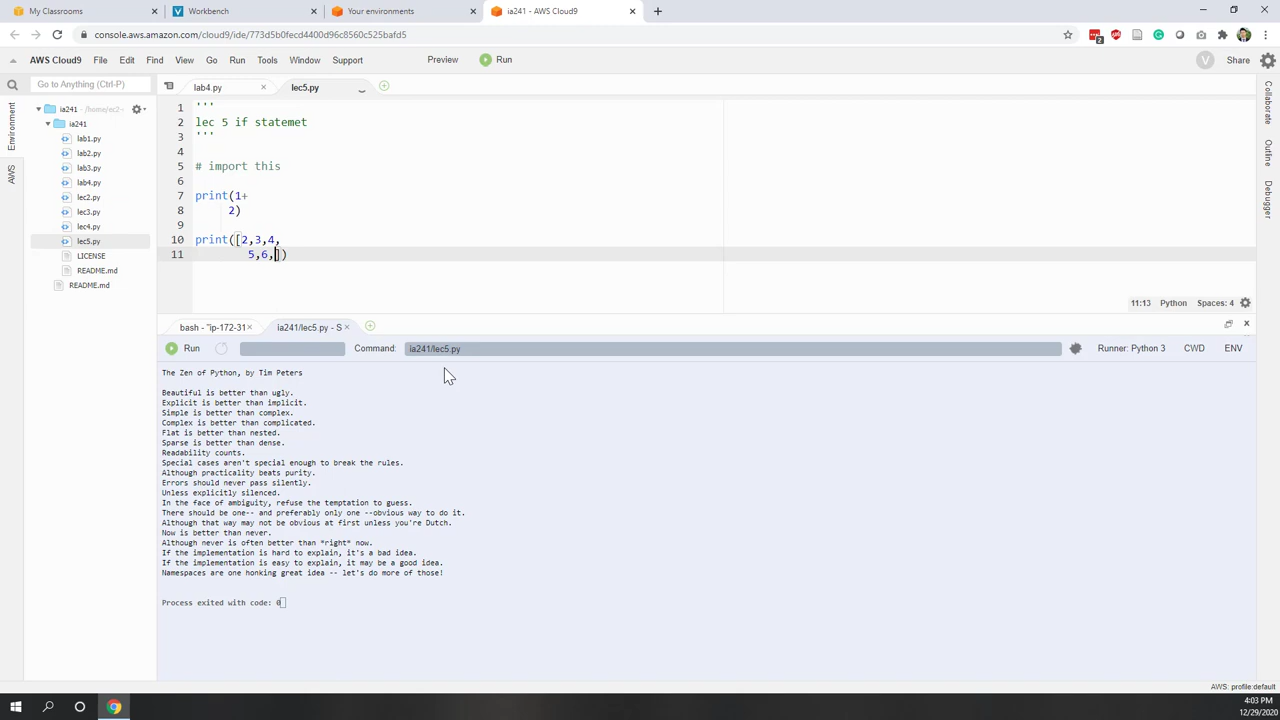 My Classrooms
Workbench
Your environments
ia241 - AWS Cloud9
console.aws.amazon.com/cloud9/ide/773d5b0fecd4400d96c8560c525bafd5
AWS Cloud9 File Edit Find View Go Run Tools Window Support Preview Run Share
Go to Anything (Ctrl-P)
lab4.py
lec5.py
Environment
AWS
Collaborate
Outline
Debugger
ia241 - /home/ec2-
ia241
lab1.py
lab2.py
lab3.py
lab4.py
lec2.py
lec3.py
lec4.py
lec5.py
LICENSE
README.md
README.md
1 '''
2 lec 5 if statemet
3 '''
4
5 # import this
6
7 print(1+
8 2)
9
10 print([2,3,4,
11 5,6,])
11:13 Python Spaces: 4
bash - "ip-172-31
ia241/lec5.py - S
Run Command: ia241/lec5.py Runner: Python 3 CWD ENV
The Zen of Python, by Tim Peters
Beautiful is better than ugly.
Explicit is better than implicit.
Simple is better than complex.
Complex is better than complicated.
Flat is better than nested.
Sparse is better than dense.
Readability counts.
Special cases aren't special enough to break the rules.
Although practicality beats purity.
Errors should never pass silently.
Unless explicitly silenced.
In the face of ambiguity, refuse the temptation to guess.
There should be one-- and preferably only one --obvious way to do it.
Although that way may not be obvious at first unless you're Dutch.
Now is better than never.
Although never is often better than *right* now.
If the implementation is hard to explain, it's a bad idea.
If the implementation is easy to explain, it may be a good idea.
Namespaces are one honking great idea -- let's do more of those!
Process exited with code: 0
AWS: profile:default
4:03 PM
12/29/2020